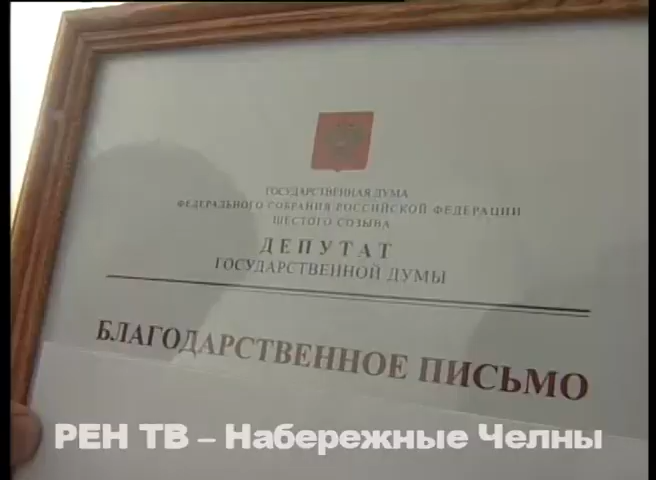 ГОСУДАРСТВЕННАЯ ДУМА
ФЕДЕРАЛЬНОГО СОБРАНИЯ РОССИЙСКОЙ ФЕДЕРАЦИИ
ШЕСТОГО СОЗЫВА
ДЕПУТАТ
ГОСУДАРСТВЕННОЙ ДУМЫ
БЛАГОДАРСТВЕННОЕ ПИСЬМО
РЕН ТВ – Набережные Челны